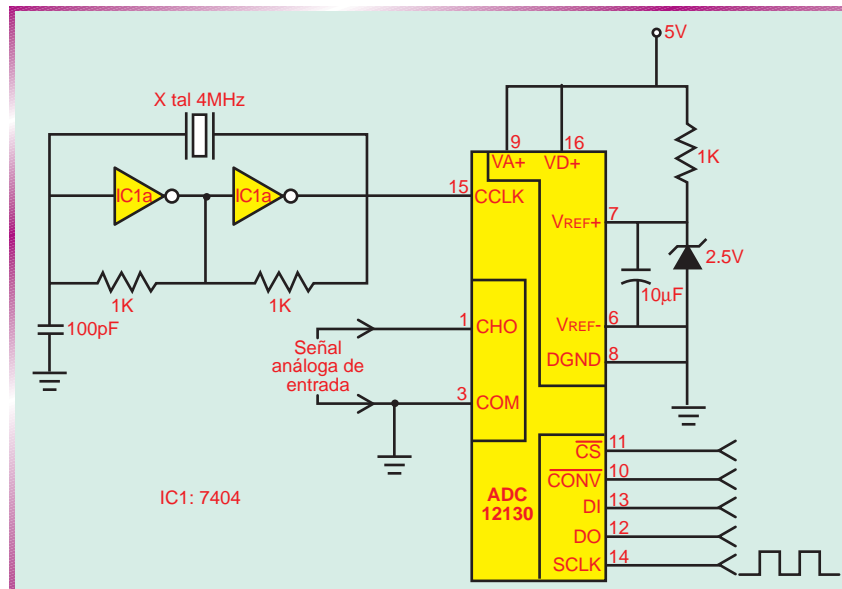 5V
X tal 4MHz
9
16
VA+
VD+
1K
IC1a
IC1a
15
CCLK
7
VREF+
2.5V
1K
1K
10µF
100pF
1
CHO
6
VREF-
Señal
análoga de
entrada
8
DGND
3
COM
11
CS
10
CONV
IC1: 7404
ADC
12130
13
DI
12
DO
14
SCLK